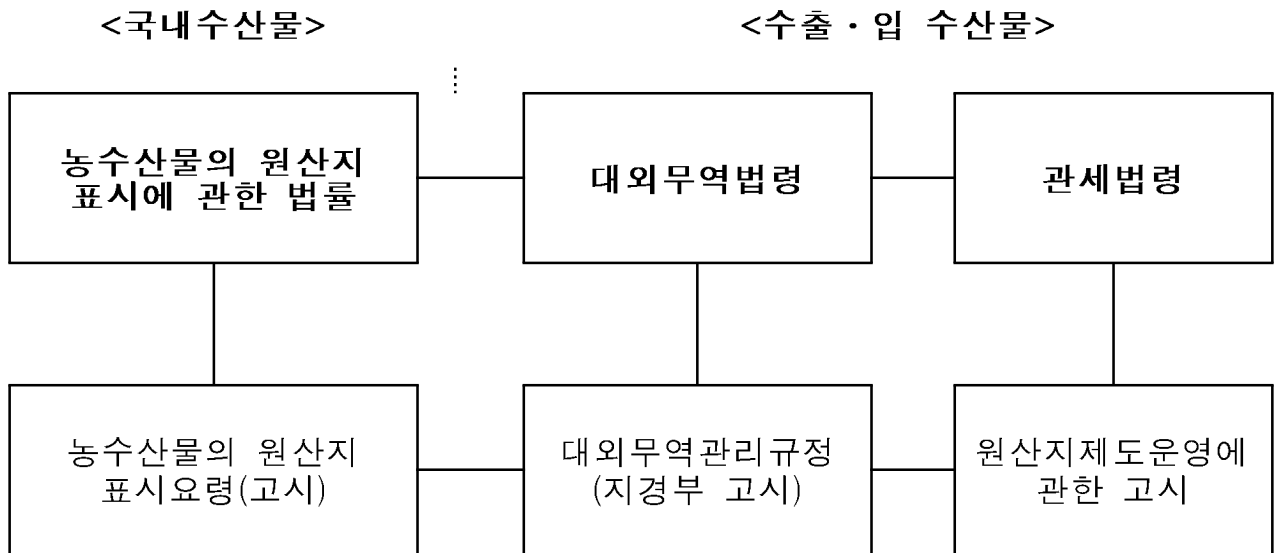 <국내수산물>
<수출·입 수산물>
농수산물의 원산지
표시에 관한 법률
대외무역법령
관세법령
농수산물의 원산지
표시요령(고시)
대외무역관리규정
(지경부 고시)
원산지제도운영에
관한 고시